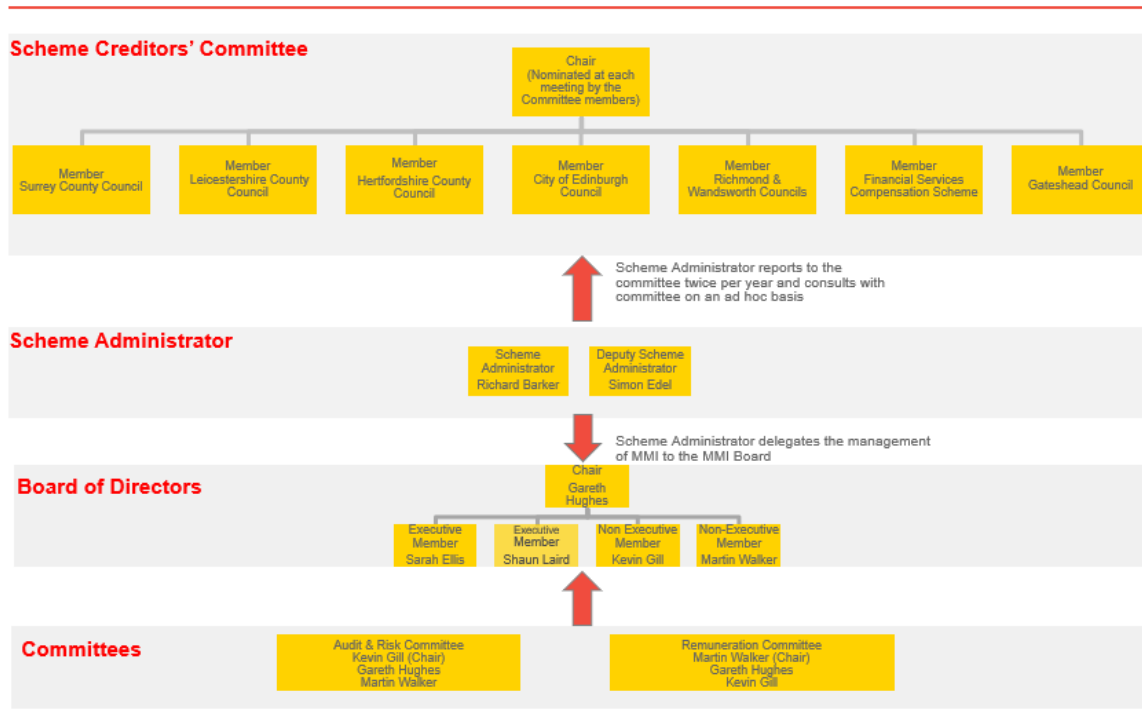 Scheme Creditors' Committee
Chair
(Nominated at each
meeting by the
Committee members)
Member
Surrey County Council
Member
Leicestershire County
Council
Member
Hertfordshire County
Council
Member
City of Edinburgh
Council
Member
Richmond &
Wandsworth Councils
Member
Financial Services
Compensation Scheme
Member
Gateshead Council
Scheme Administrator reports to the
committee twice per year and consults with
committee on an ad hoc basis
Scheme Administrator
Scheme
Administrator
Richard Barker
Deputy Scheme
Administrator
Simon Edel
Scheme Administrator delegates the management
of MMI to the MMI Board
Board of Directors
Chair
Gareth
Hughes
Executive
Member
Sarah Ellis
Executive
Member
Shaun Laird
Non Executive
Member
Kevin Gill
Non-Executive
Member
Martin Walker
Committees
Audit & Risk Committee
Kevin Gill (Chair)
Gareth Hughes
Martin Walker
Remuneration Committee
Martin Walker (Chair)
Gareth Hughes
Kevin Gill